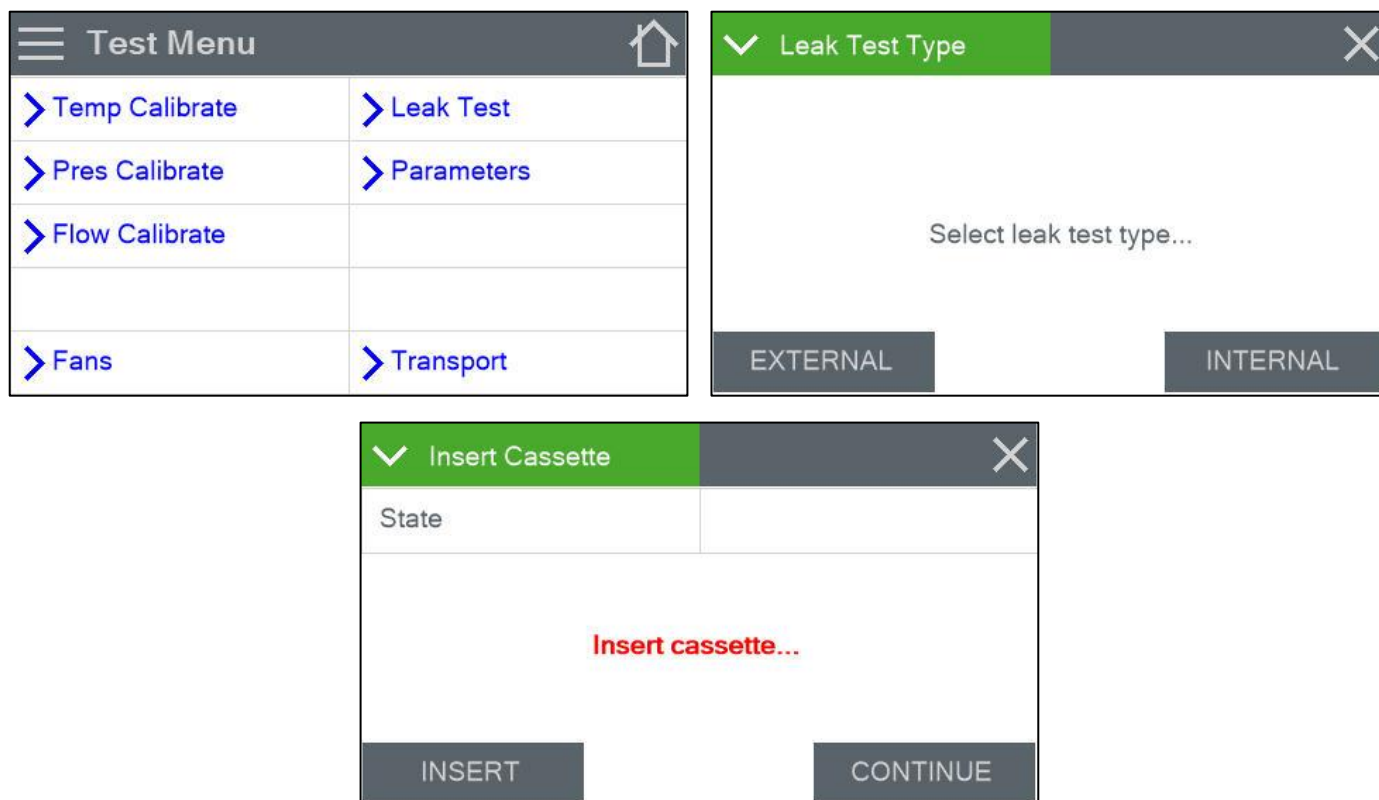 Test Menu
Temp Calibrate
Leak Test
Pres Calibrate
Parameters
Flow Calibrate
Fans
Transport
Leak Test Type
Select leak test type...
EXTERNAL
INTERNAL
Insert Cassette
State
Insert cassette...
INSERT
CONTINUE